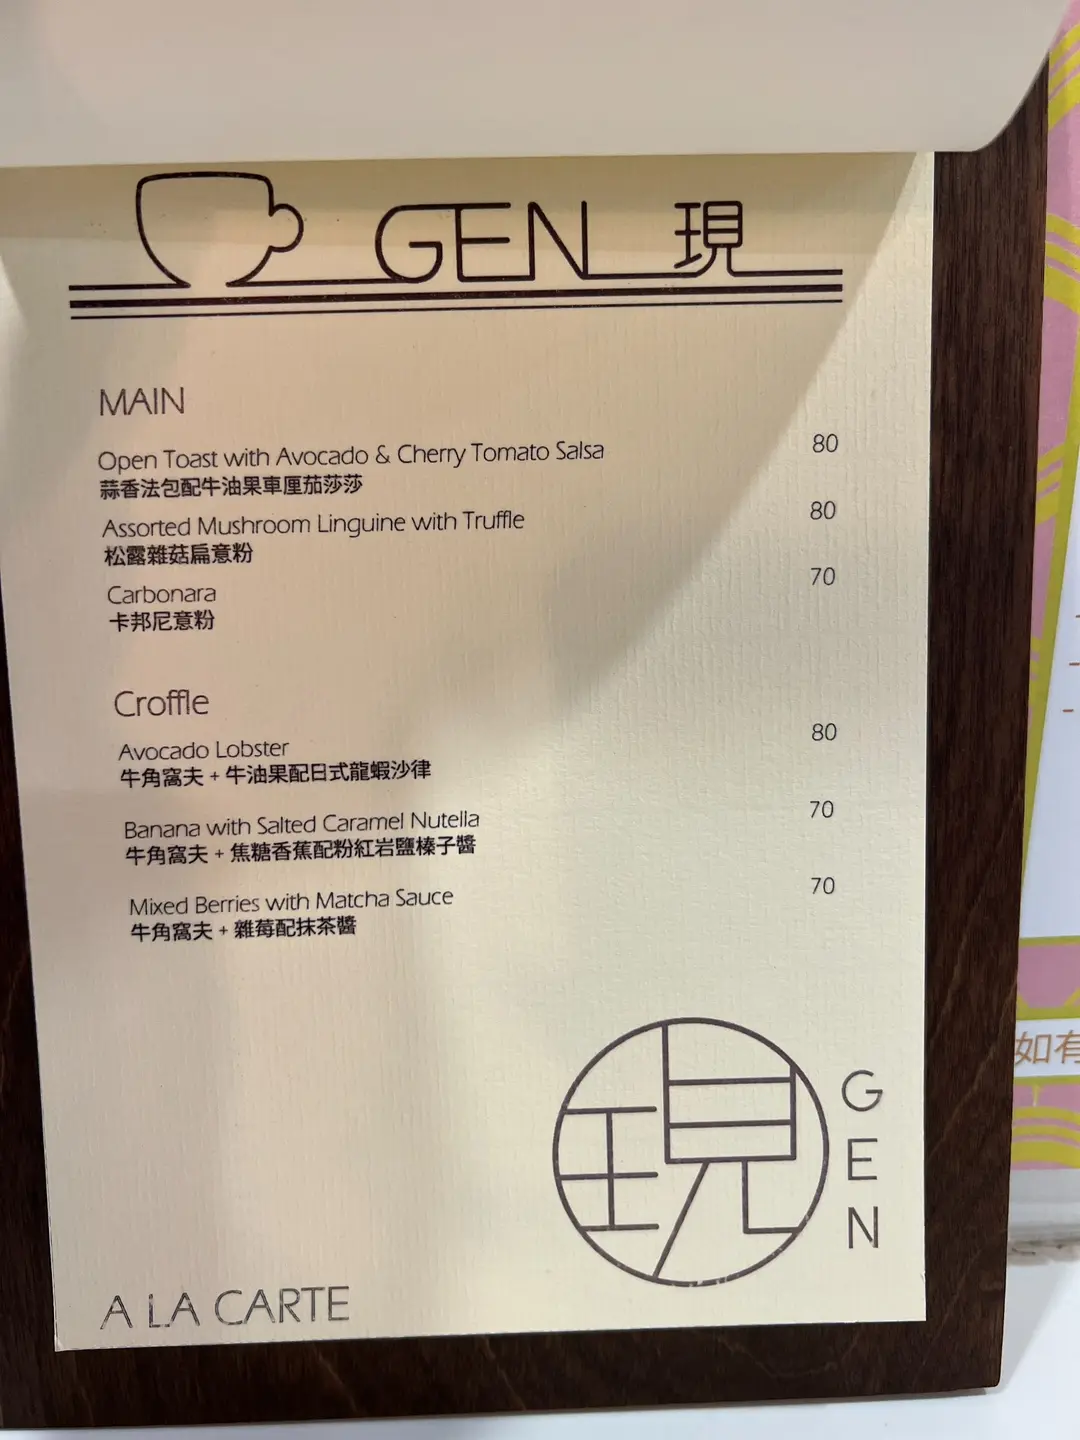 GEN 現
MAIN
Open Toast with Avocado & Cherry Tomato Salsa 80
蒜香法包配牛油果車厘茄莎莎
Assorted Mushroom Linguine with Truffle 80
松露雜菇扁意粉
Carbonara 70
卡邦尼意粉
Croffle
Avocado Lobster 80
牛角窩夫 + 牛油果配日式龍蝦沙律
Banana with Salted Caramel Nutella 70
牛角窩夫 + 焦糖香蕉配粉紅岩鹽榛子醬
Mixed Berries with Matcha Sauce 70
牛角窩夫 + 雜莓配抹茶醬
現
GEN
A LA CARTE
如有